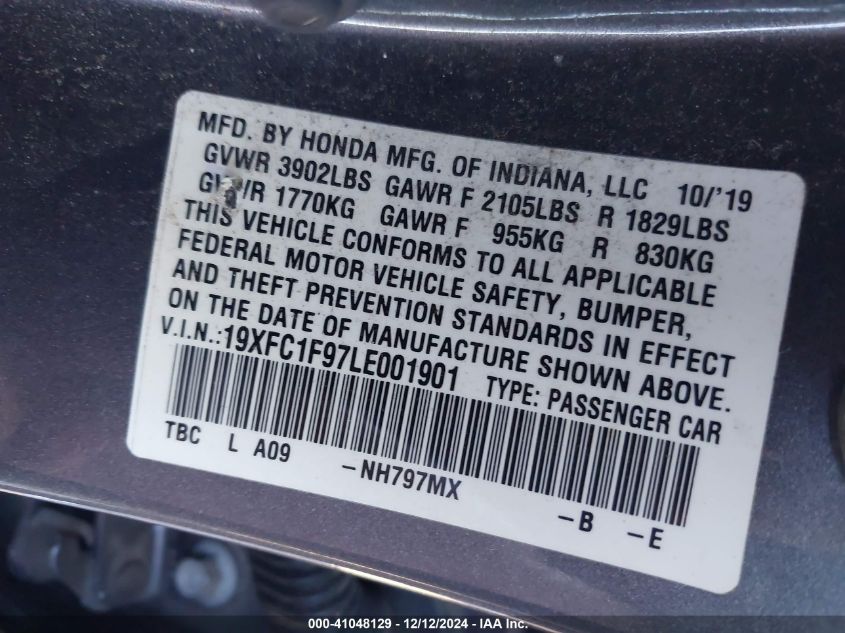 MFD. BY HONDA MFG. OF INDIANA, LLC 10/'19
GVWR 3902LBS GAWR F 2105LBS R 1829LBS
GVWR 1770KG GAWR F 955KG R 830KG
THIS VEHICLE CONFORMS TO ALL APPLICABLE
FEDERAL MOTOR VEHICLE SAFETY, BUMPER,
AND THEFT PREVENTION STANDARDS IN EFFECT
ON THE DATE OF MANUFACTURE SHOWN ABOVE.
V.I.N.:19XFC1F97LE001901 TYPE: PASSENGER CAR
TBC L A09 -NH797MX -B -E
000-41048129 - 12/12/2024 - IAA Inc.